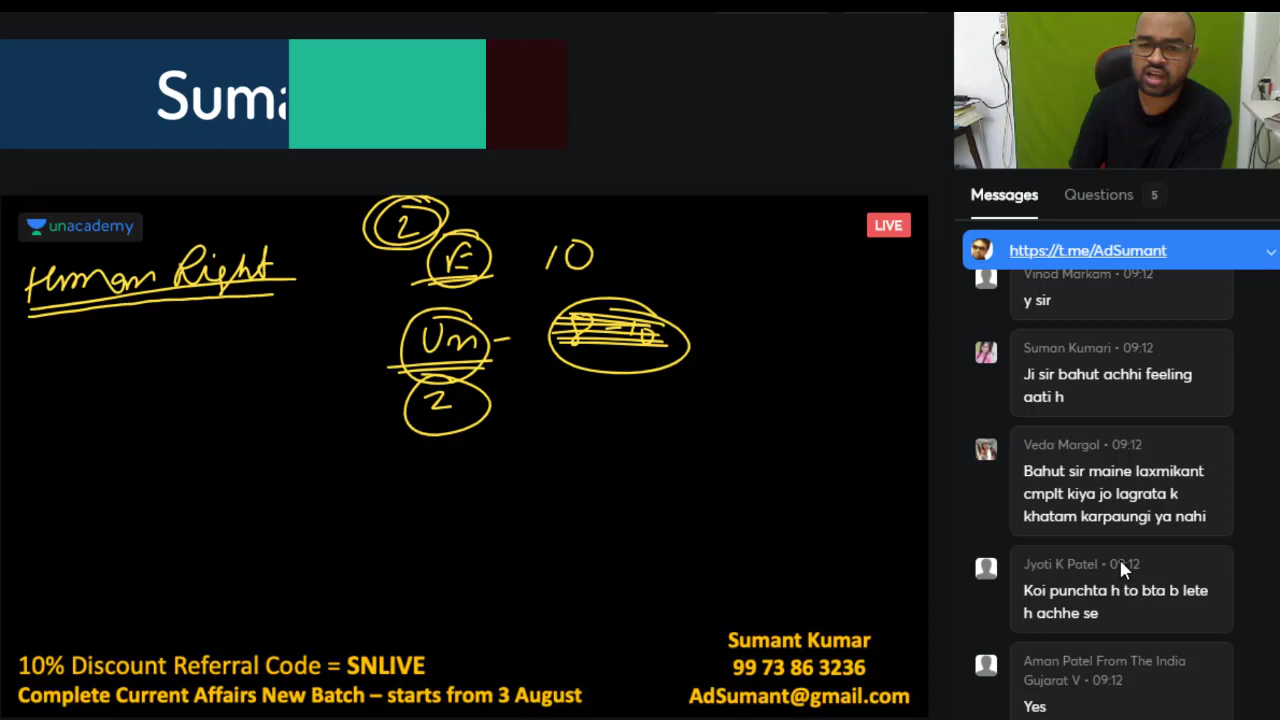 Suma
unacademy
LIVE
Human Right
2
10
Un
8-10
2
10% Discount Referral Code = SNLIVE
Complete Current Affairs New Batch – starts from 3 August
Sumant Kumar
99 73 86 3236
AdSumant@gmail.com
Messages
Questions 5
https://t.me/AdSumant
Vinod Markam • 09:12
y sir
Suman Kumari • 09:12
Ji sir bahut achhi feeling
aati h
Veda Margol • 09:12
Bahut sir maine laxmikant
cmplt kiya jo lagrata k
khatam karpaungi ya nahi
Jyoti K Patel • 09:12
Koi punchta h to bta b lete
h achhe se
Aman Patel From The India
Gujarat V • 09:12
Yes